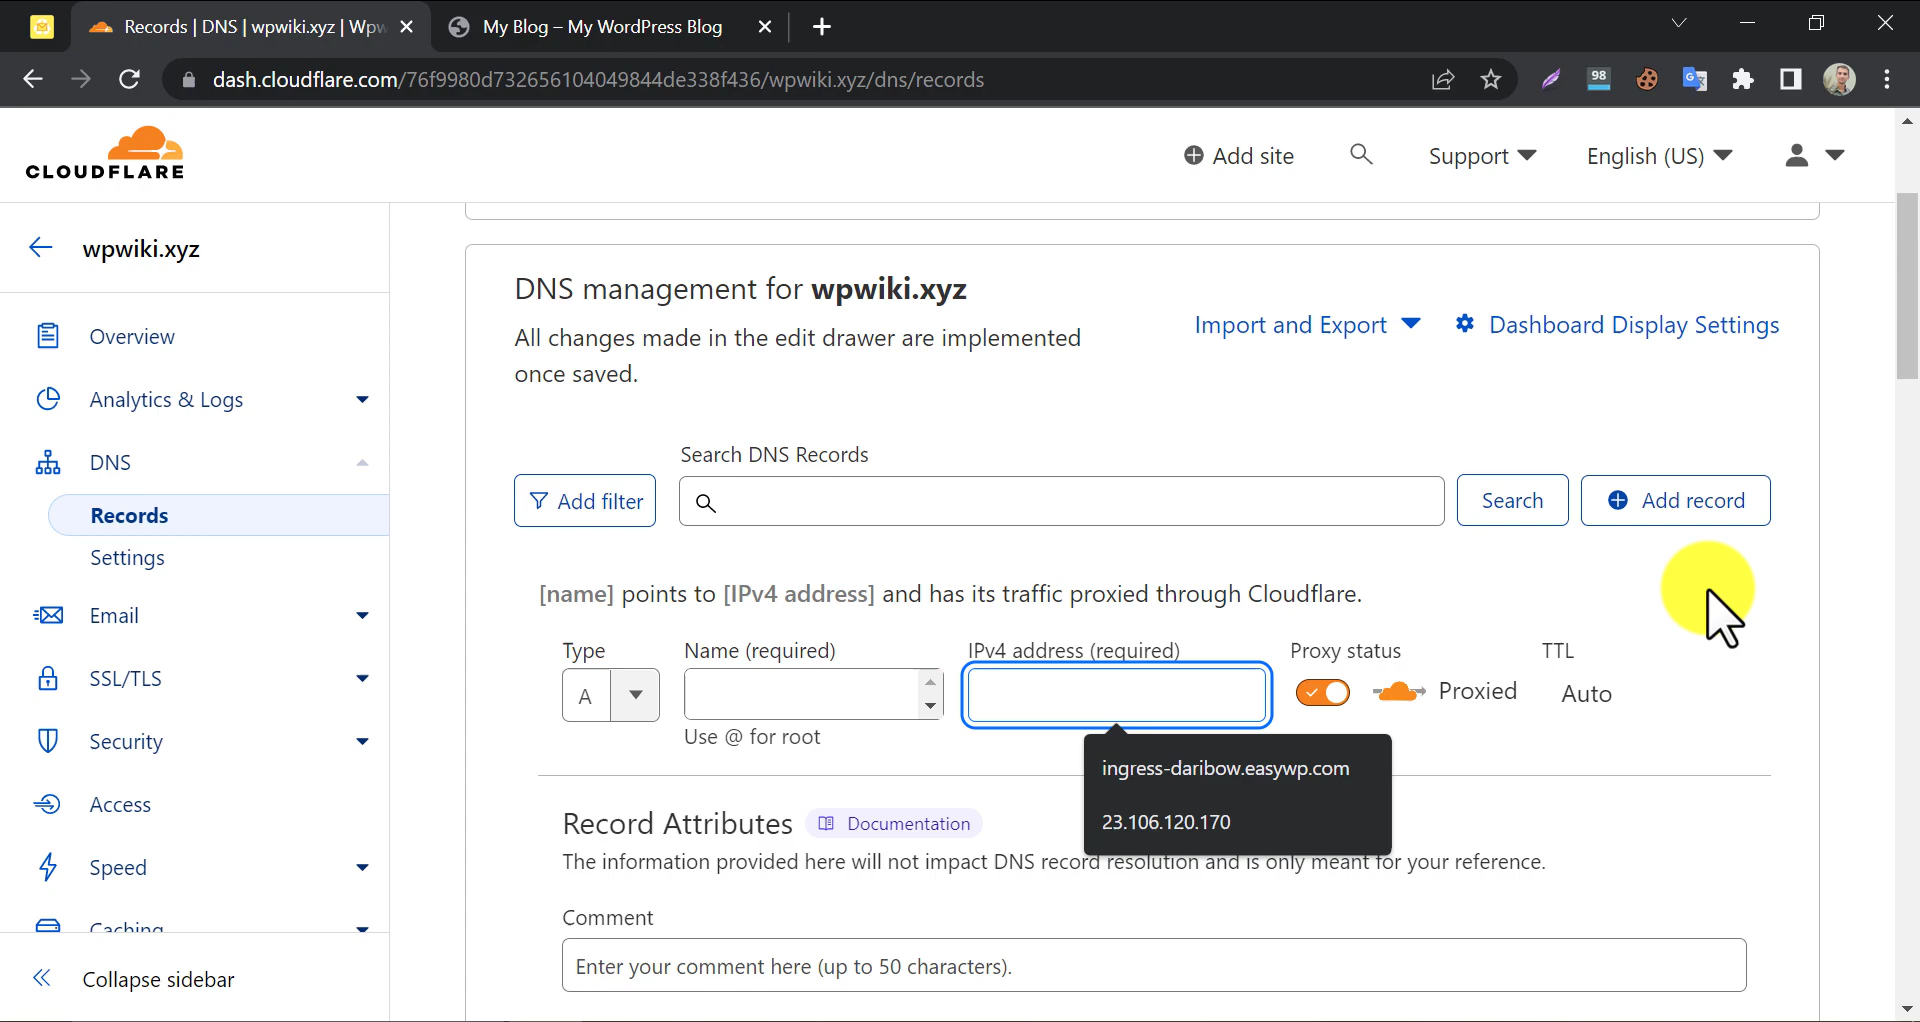 Records | DNS | wpwiki.xyz | Wpw
My Blog – My WordPress Blog
dash.cloudflare.com/76f9980d732656104049844de338f436/wpwiki.xyz/dns/records
98
CLOUDFLARE
Add site
Support
English (US)
wpwiki.xyz
Overview
Analytics & Logs
DNS
Records
Settings
Email
SSL/TLS
Security
Access
Speed
Caching
Collapse sidebar
DNS management for wpwiki.xyz
All changes made in the edit drawer are implemented
once saved.
Import and Export
Dashboard Display Settings
Search DNS Records
Add filter
Search
Add record
[name] points to [IPv4 address] and has its traffic proxied through Cloudflare.
Type
Name (required)
IPv4 address (required)
Proxy status
TTL
A
Proxied
Auto
Use @ for root
ingress-daribow.easywp.com
23.106.120.170
Record Attributes
Documentation
The information provided here will not impact DNS record resolution and is only meant for your reference.
Comment
Enter your comment here (up to 50 characters).